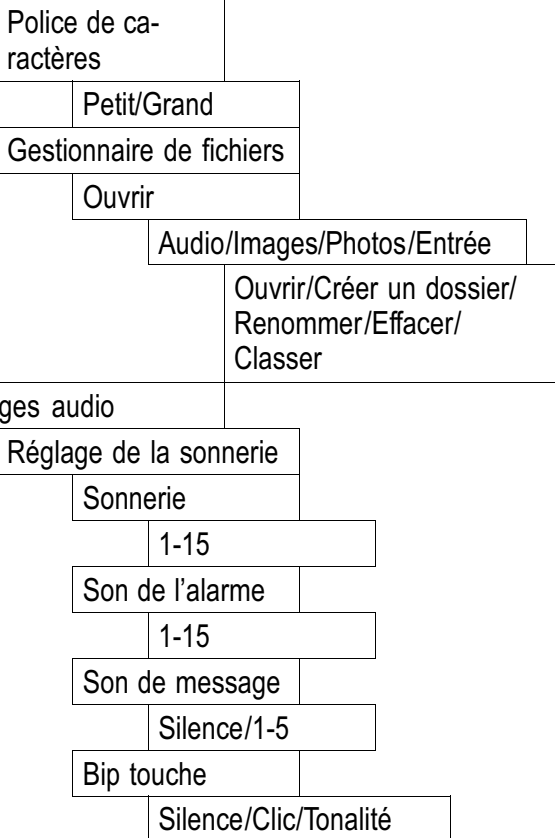 Police de ca-
ractères
Petit/Grand
Gestionnaire de fichiers
Ouvrir
Audio/Images/Photos/Entrée
Ouvrir/Créer un dossier/
Renommer/Effacer/
Classer
ges audio
Réglage de la sonnerie
Sonnerie
1-15
Son de l'alarme
1-15
Son de message
Silence/1-5
Bip touche
Silence/Clic/Tonalité